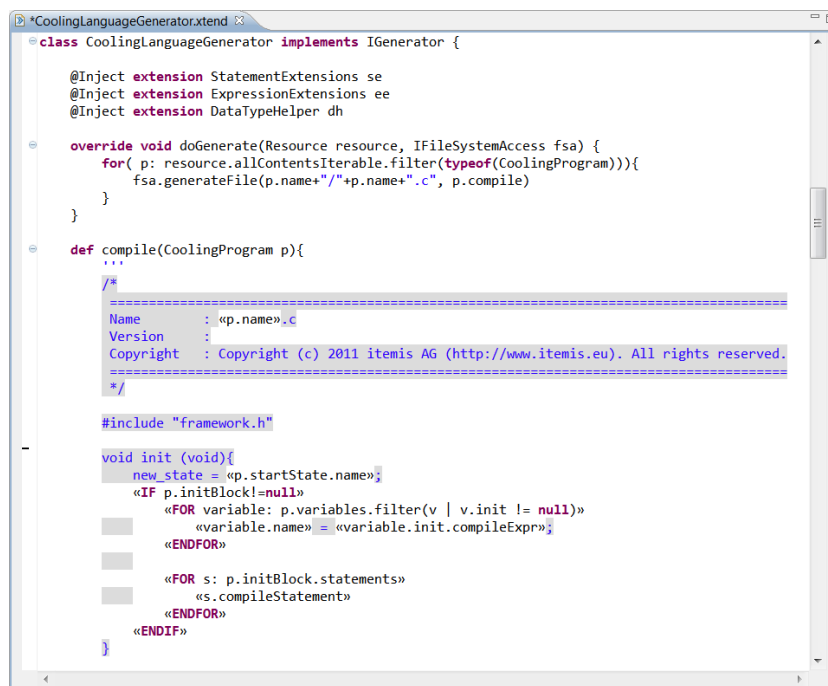 *CoolingLanguageGenerator.xtend
class CoolingLanguageGenerator implements IGenerator {
@Inject extension StatementExtensions se
@Inject extension ExpressionExtensions ee
@Inject extension DataTypeHelper dh
override void doGenerate(Resource resource, IFileSystemAccess fsa) {
for( p: resource.allContentsIterable.filter(typeof(CoolingProgram))){
fsa.generateFile(p.name+"/"+p.name+".c", p.compile)
}
}
def compile(CoolingProgram p){
'''
/*
======================================================================================
Name        : «p.name».c
Version     :
Copyright   : Copyright (c) 2011 itemis AG (http://www.itemis.eu). All rights reserved.
======================================================================================
*/
#include "framework.h"
void init (void){
new_state = «p.startState.name»;
«IF p.initBlock!=null»
«FOR variable: p.variables.filter(v | v.init != null)»
«variable.name» = «variable.init.compileExpr»;
«ENDFOR»
«FOR s: p.initBlock.statements»
«s.compileStatement»
«ENDFOR»
«ENDIF»
}